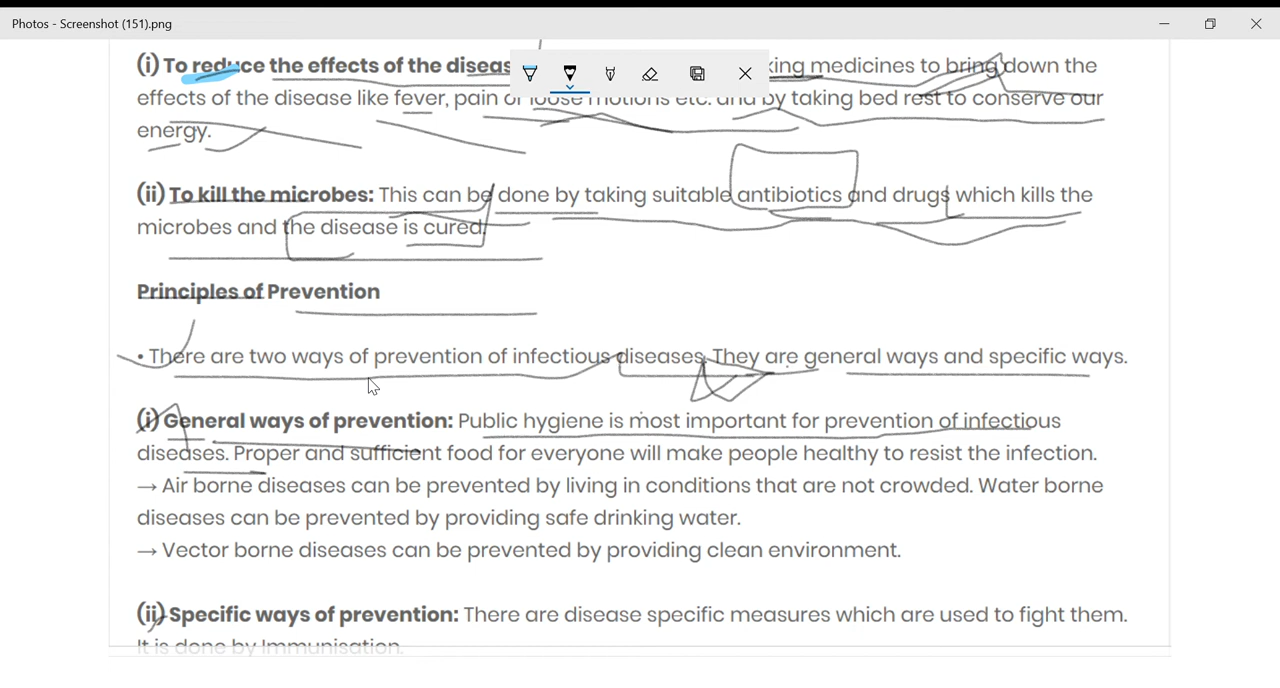 Photos - Screenshot (151).png
(i) To reduce the effects of the diseas king medicines to bring down the
effects of the disease like fever, pain or loose motions etc. and by taking bed rest to conserve our
energy.
(ii) To kill the microbes: This can be done by taking suitable antibiotics and drugs which kills the
microbes and the disease is cured.
Principles of Prevention
• There are two ways of prevention of infectious diseases. They are general ways and specific ways.
(i) General ways of prevention: Public hygiene is most important for prevention of infectious
diseases. Proper and sufficient food for everyone will make people healthy to resist the infection.
→ Air borne diseases can be prevented by living in conditions that are not crowded. Water borne
diseases can be prevented by providing safe drinking water.
→ Vector borne diseases can be prevented by providing clean environment.
(ii) Specific ways of prevention: There are disease specific measures which are used to fight them.
It is done by Immunisation.